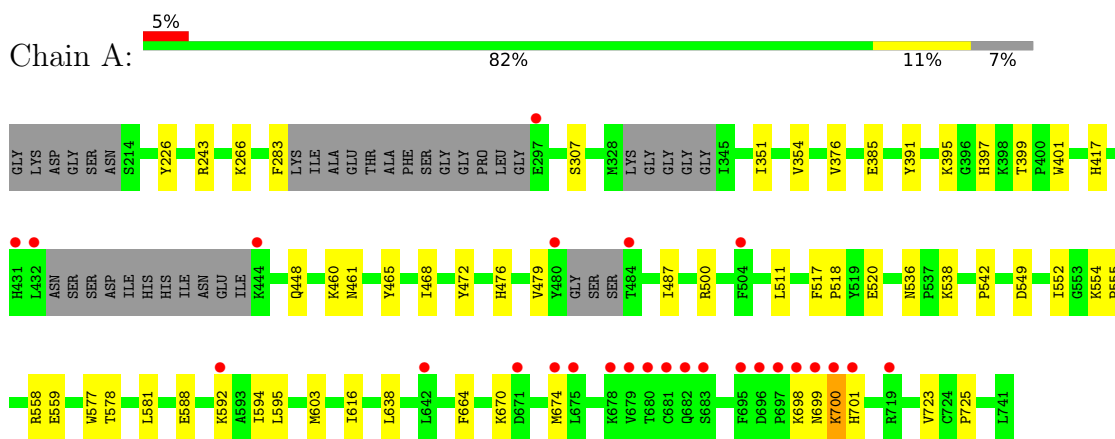 5%
Chain A:
82% 11% 7%
GLY LYS ASP GLY SER ASN S214 Y226 R243 K266 F283 LYS ILE ALA GLU THR ALA PHE SER GLY GLY PRO LEU GLY E297 S307 M328 LYS GLY GLY GLY GLY I345 I351 V354 V376 E385 Y391 K395 G396 H397 K398 T399 P400 W401 H417
H431 L432 ASN SER SER ASP ILE HIS HIS ILE ASN GLU ILE K444 Q448 K460 N461 Y465 I468 Y472 H476 V479 Y480 GLY SER SER T484 I487 R500 F504 L511 F517 P518 Y519 E520 N536 P537 K538 P542 D549 I552 G553 K554 P555
R558 E559 W577 T578 L581 E588 K592 A593 I594 L595 M603 I616 L638 L642 F664 K670 D671 M674 L675 K678 V679 T680 C681 Q682 S683 F695 D696 P697 K698 N699 K700 H701 R719 V723 C724 P725 L741